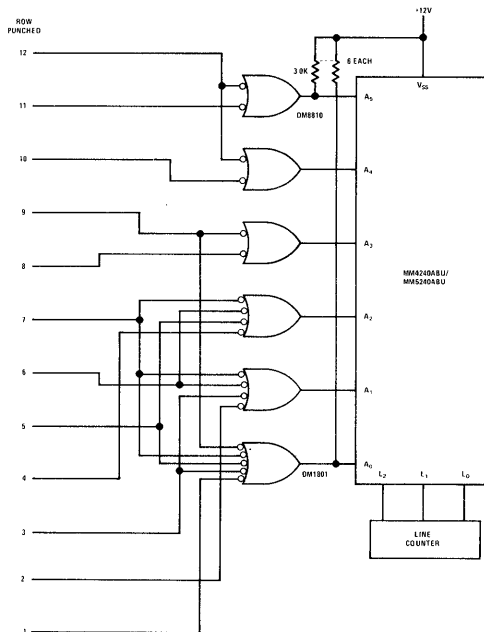 ROW
PUNCHED
12
11
10
9
8
7
6
5
4
3
2
1
+12V
3.0K
6 EACH
VSS
DM8810
A5
A4
A3
A2
A1
A0
MM4240ABU/
MM5240ABU
DM1801
L2
L1
L0
LINE
COUNTER